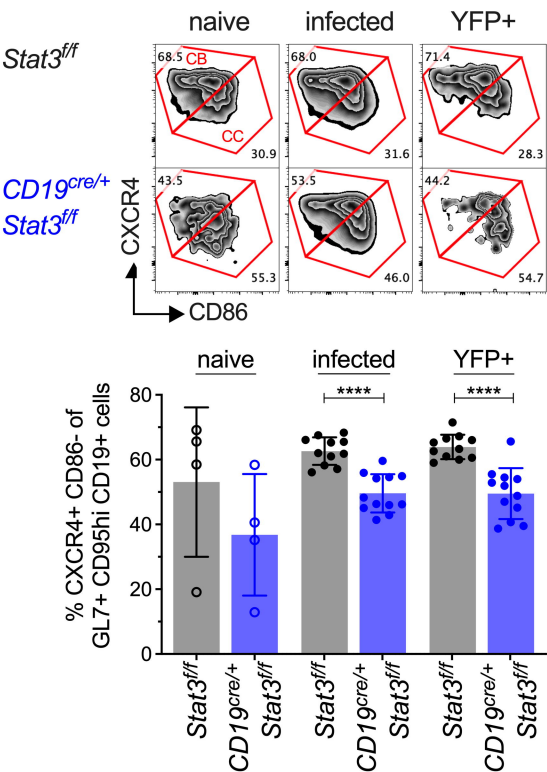 naive infected YFP+
Stat3f/f
68.5 CB 68.0 71.4
CC
30.9 31.6 28.3
CD19cre/+
Stat3f/f
43.5 53.5 44.2
55.3 46.0 54.7
CXCR4
CD86
naive infected YFP+
**** ****
% CXCR4+ CD86- of
GL7+ CD95hi CD19+ cells
80
60
40
20
0
Stat3f/f
CD19cre/+
Stat3f/f
Stat3f/f
CD19cre/+
Stat3f/f
Stat3f/f
CD19cre/+
Stat3f/f